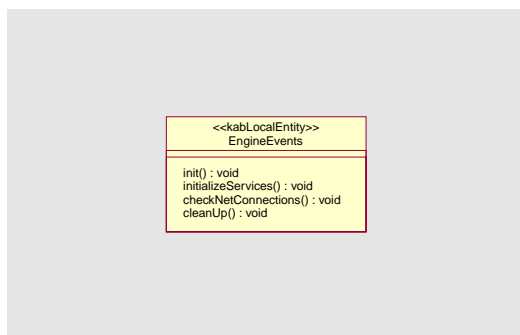 <<kabLocalEntity>>
EngineEvents
init() : void
initializeServices() : void
checkNetConnections() : void
cleanUp() : void